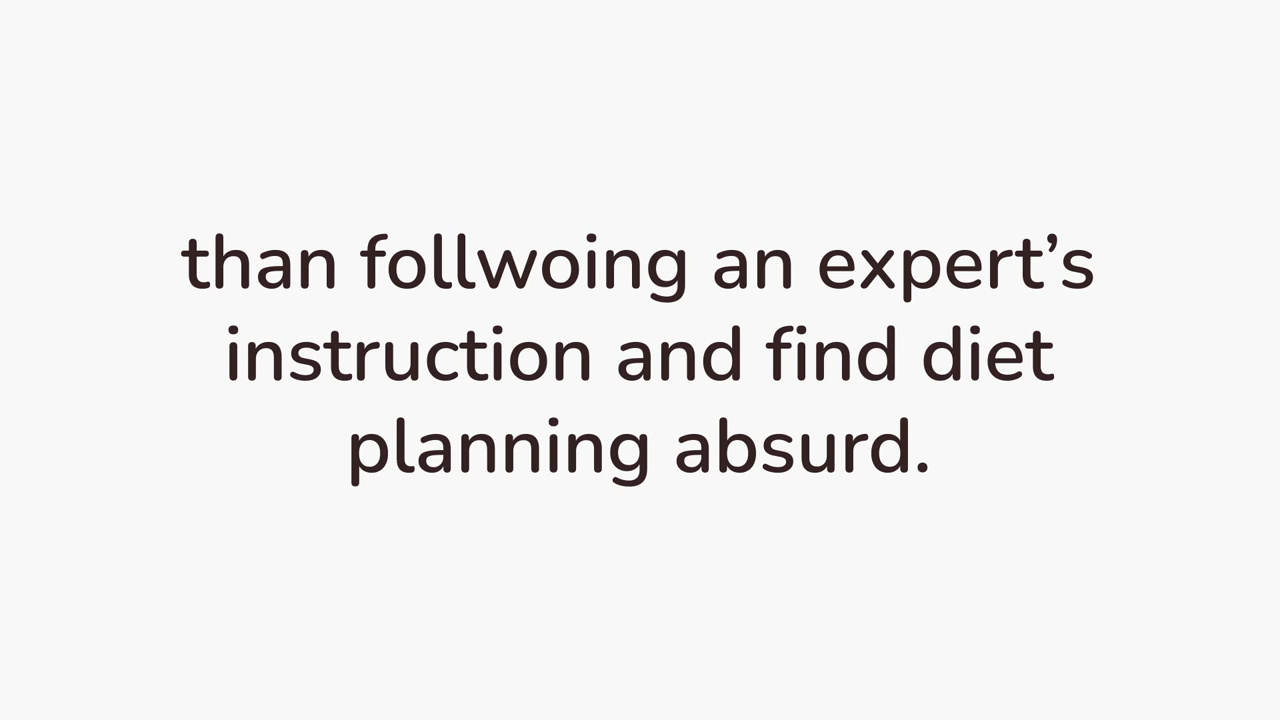 than follwoing an expert’s
instruction and find diet
planning absurd.